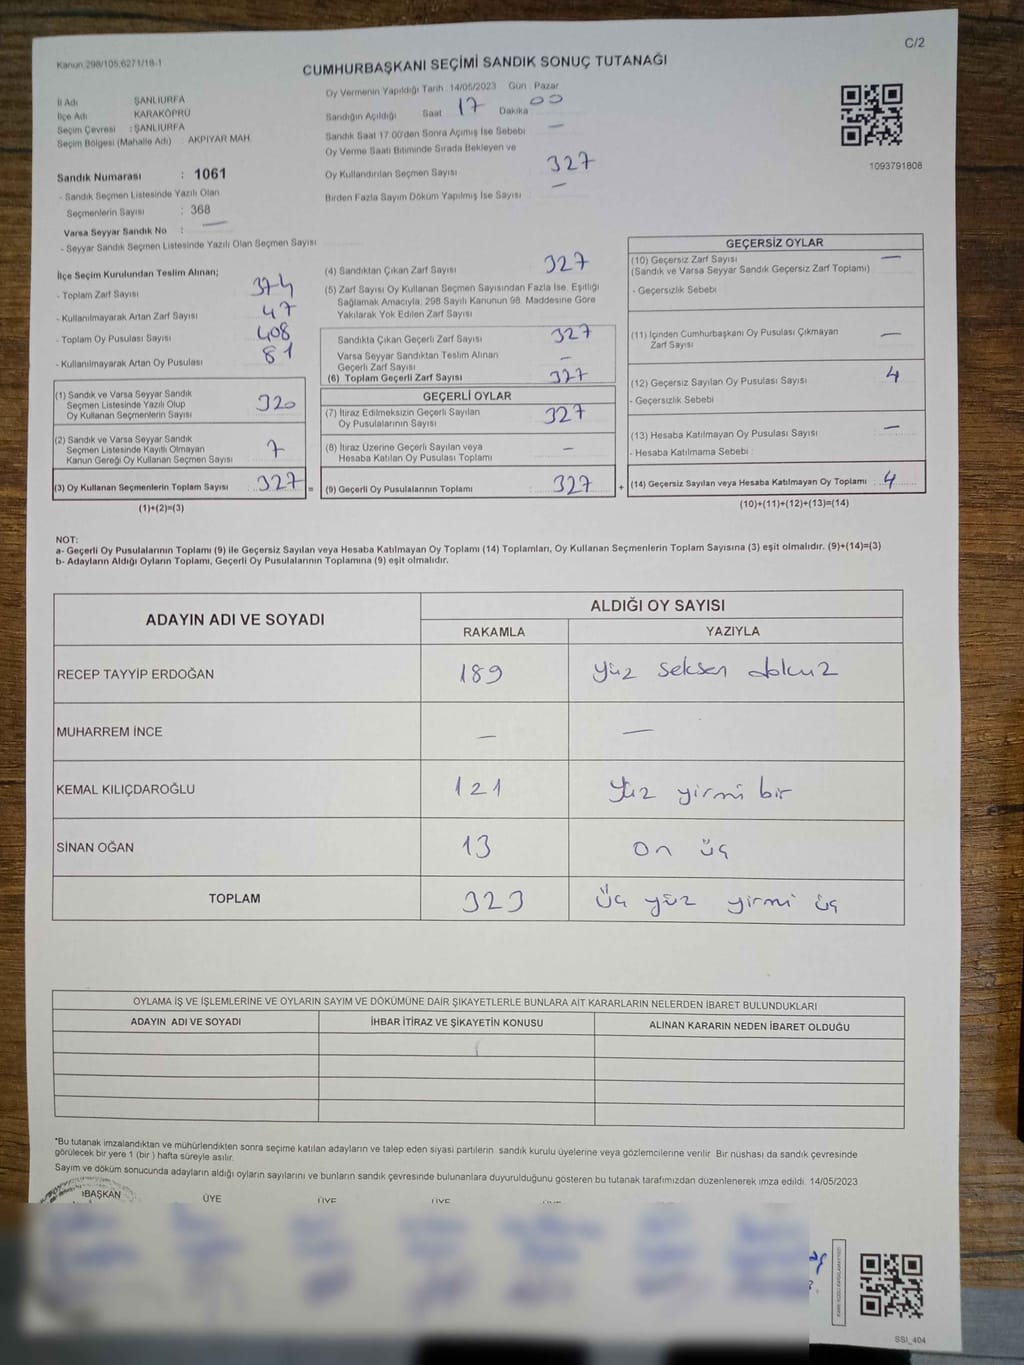 C/2
Kanun 298/105,6271/18-1
CUMHURBAŞKANI SEÇİMİ SANDIK SONUÇ TUTANAĞI
İl Adı ŞANLIURFA
İlçe Adı KARAKÖPRÜ
Seçim Çevresi : ŞANLIURFA
Seçim Bölgesi (Mahalle Adı) : AKPIYAR MAH.
Sandık Numarası : 1061
- Sandık Seçmen Listesinde Yazılı Olan
Seçmenlerin Sayısı : 368
Varsa Seyyar Sandık No : —
- Seyyar Sandık Seçmen Listesinde Yazılı Olan Seçmen Sayısı
Oy Vermenin Yapıldığı Tarih 14/05/2023 Gün Pazar
Sandığın Açıldığı Saat 17 Dakika 00
Sandık Saat 17.00'den Sonra Açımış İse Sebebi —
Oy Verme Saati Bitiminde Sırada Bekleyen ve
Oy Kullandırılan Seçmen Sayısı 327
Birden Fazla Sayım Döküm Yapılmış İse Sayısı —
1093791808
İlçe Seçim Kurulundan Teslim Alınan;
- Toplam Zarf Sayısı 374
- Kullanılmayarak Artan Zarf Sayısı 47
- Toplam Oy Pusulası Sayısı 408
- Kullanılmayarak Artan Oy Pusulası 81
(1) Sandık ve Varsa Seyyar Sandık
Seçmen Listesinde Yazılı Olup
Oy Kullanan Seçmenlerin Sayısı 320
(2) Sandık ve Varsa Seyyar Sandık
Seçmen Listesinde Kayıtlı Olmayan
Kanun Gereği Oy Kullanan Seçmen Sayısı 7
(3) Oy Kullanan Seçmenlerin Toplam Sayısı 327 =
(1)+(2)=(3)
(4) Sandıktan Çıkan Zarf Sayısı 327
(5) Zarf Sayısı Oy Kullanan Seçmen Sayısından Fazla İse, Eşitliği
Sağlamak Amacıyla, 298 Sayılı Kanunun 98. Maddesine Göre
Yakılarak Yok Edilen Zarf Sayısı
Sandıkta Çıkan Geçerli Zarf Sayısı 327
Varsa Seyyar Sandıktan Teslim Alınan
Geçerli Zarf Sayısı —
(6) Toplam Geçerli Zarf Sayısı 327
GEÇERLİ OYLAR
(7) İtiraz Edilmeksizin Geçerli Sayılan
Oy Pusulalarının Sayısı 327
(8) İtiraz Üzerine Geçerli Sayılan veya
Hesaba Katılan Oy Pusulası Toplamı —
(9) Geçerli Oy Pusulalarının Toplamı 327 +
GEÇERSİZ OYLAR
(10) Geçersiz Zarf Sayısı —
(Sandık ve Varsa Seyyar Sandık Geçersiz Zarf Toplamı)
- Geçersizlik Sebebi
(11) İçinden Cumhurbaşkanı Oy Pusulası Çıkmayan
Zarf Sayısı —
(12) Geçersiz Sayılan Oy Pusulası Sayısı 4
- Geçersizlik Sebebi
(13) Hesaba Katılmayan Oy Pusulası Sayısı —
- Hesaba Katılmama Sebebi :
(14) Geçersiz Sayılan veya Hesaba Katılmayan Oy Toplamı : 4
(10)+(11)+(12)+(13)=(14)
NOT:
a- Geçerli Oy Pusulalarının Toplamı (9) ile Geçersiz Sayılan veya Hesaba Katılmayan Oy Toplamı (14) Toplamları, Oy Kullanan Seçmenlerin Toplam Sayısına (3) eşit olmalıdır. (9)+(14)=(3)
b- Adayların Aldığı Oyların Toplamı, Geçerli Oy Pusulalarının Toplamına (9) eşit olmalıdır.
ADAYIN ADI VE SOYADI ALDIĞI OY SAYISI
RAKAMLA YAZIYLA
RECEP TAYYİP ERDOĞAN 189 yüz seksen dokuz
MUHARREM İNCE — —
KEMAL KILIÇDAROĞLU 121 yüz yirmi bir
SİNAN OĞAN 13 on üç
TOPLAM 323 üç yüz yirmi üç
OYLAMA İŞ VE İŞLEMLERİNE VE OYLARIN SAYIM VE DÖKÜMÜNE DAİR ŞİKAYETLERLE BUNLARA AİT KARARLARIN NELERDEN İBARET BULUNDUKLARI
ADAYIN ADI VE SOYADI İHBAR İTİRAZ VE ŞİKAYETİN KONUSU ALINAN KARARIN NEDEN İBARET OLDUĞU
*Bu tutanak imzalandıktan ve mühürlendikten sonra seçime katılan adayların ve talep eden siyasi partilerin sandık kurulu üyelerine veya gözlemcilerine verilir. Bir nüshası da sandık çevresinde
görülecek bir yere 1 (bir) hafta süreyle asılır.
Sayım ve döküm sonucunda adayların aldığı oyların sayılarını ve bunların sandık çevresinde bulunanlara duyurulduğunu gösteren bu tutanak tarafımızdan düzenlenerek imza edildi. 14/05/2023
BAŞKAN ÜYE ÜYE ÜYE
SSI_404